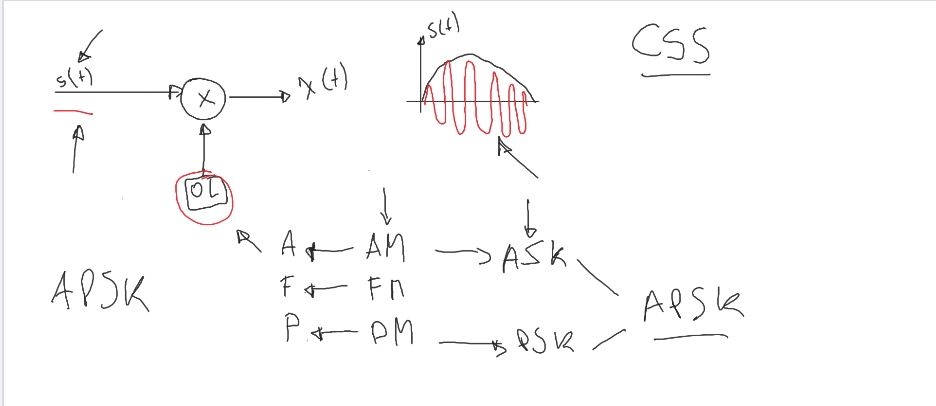 CSS
s(t)
s(t)
X
x(t)
OL
A AM ASK
APSK F FM APSK
P PM PSK